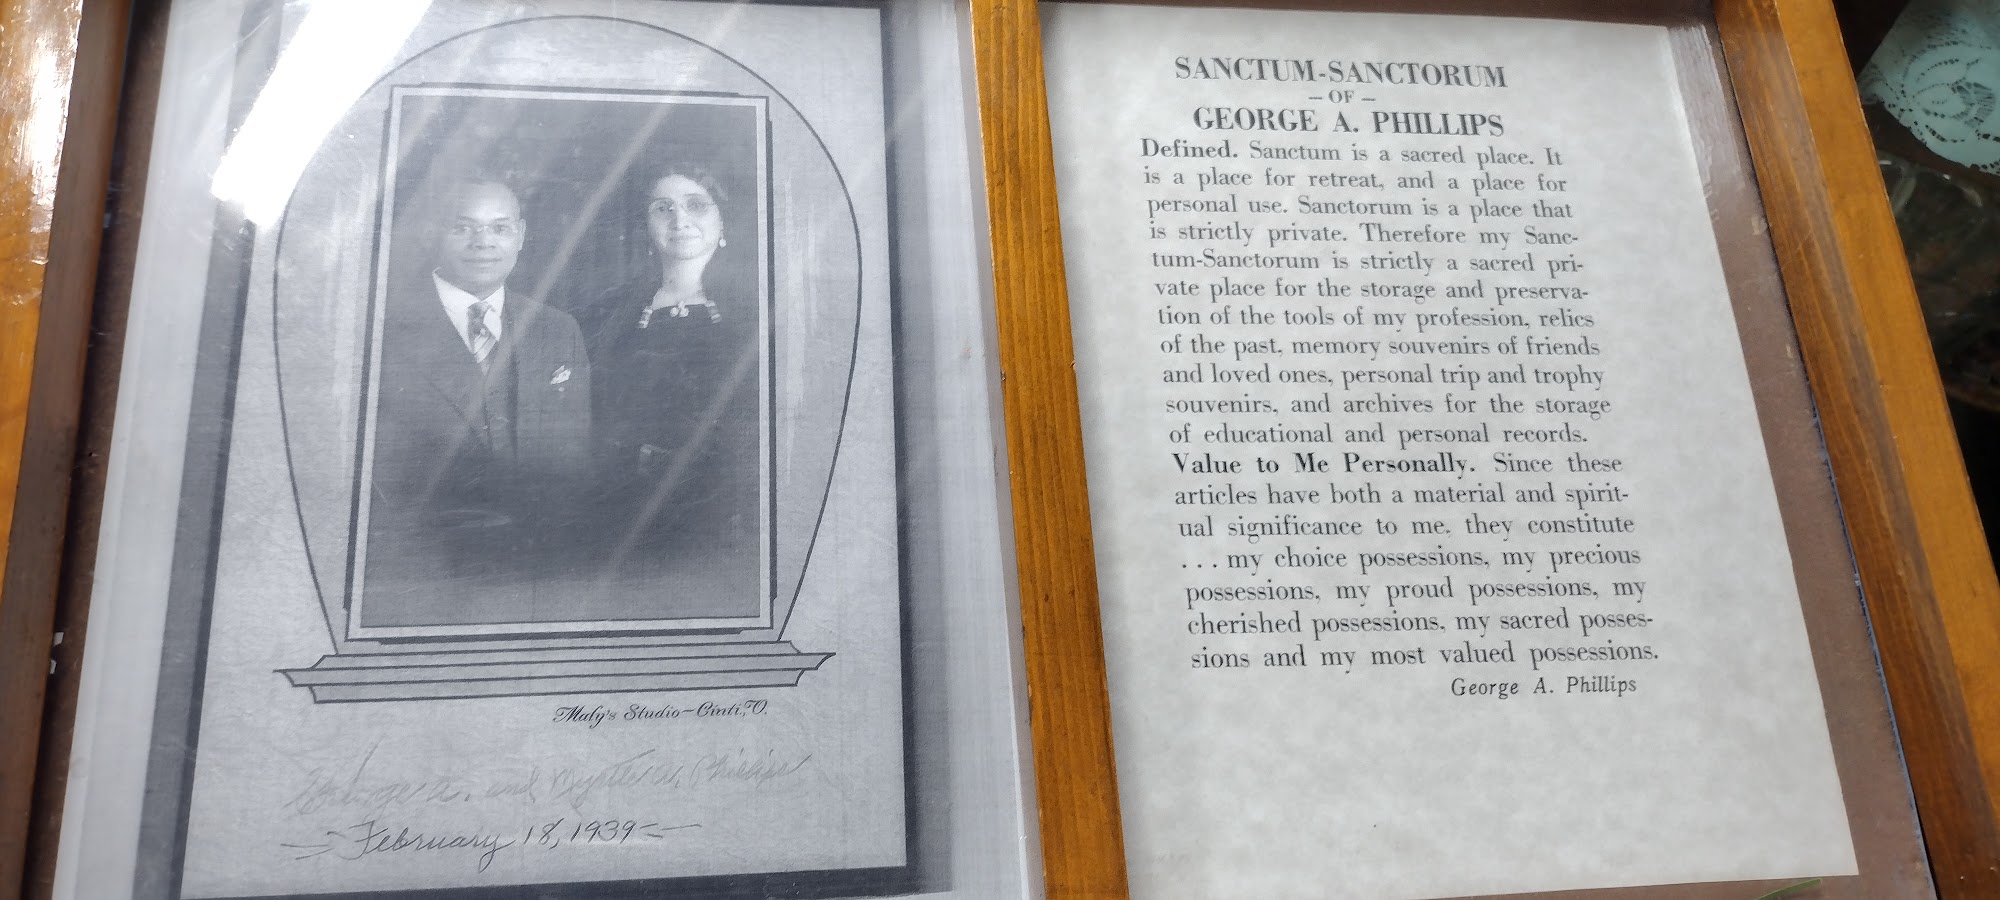 Maly's Studio—Cinti, O.
George A. and Myrtle A. Phillips
February 18, 1939
SANCTUM-SANCTORUM
— OF —
GEORGE A. PHILLIPS
Defined. Sanctum is a sacred place. It
is a place for retreat, and a place for
personal use. Sanctorum is a place that
is strictly private. Therefore my Sanc-
tum-Sanctorum is strictly a sacred pri-
vate place for the storage and preserva-
tion of the tools of my profession, relics
of the past, memory souvenirs of friends
and loved ones, personal trip and trophy
souvenirs, and archives for the storage
of educational and personal records.
Value to Me Personally. Since these
articles have both a material and spirit-
ual significance to me, they constitute
. . . my choice possessions, my precious
possessions, my proud possessions, my
cherished possessions, my sacred posses-
sions and my most valued possessions.
George A. Phillips